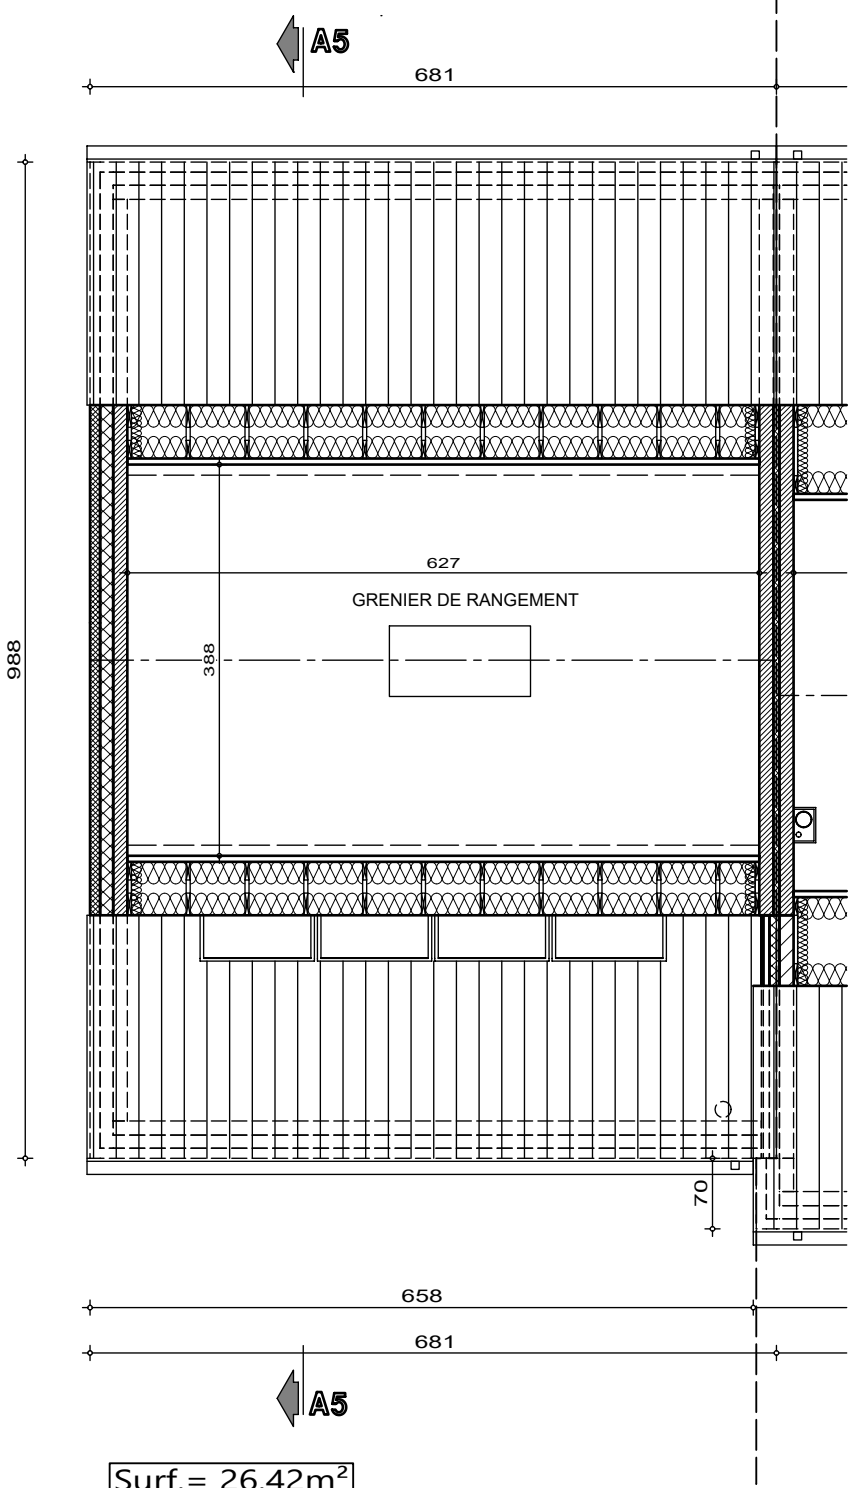 A5
681
627
GRENIER DE RANGEMENT
388
988
70
658
681
A5
Surf.= 26.42m²